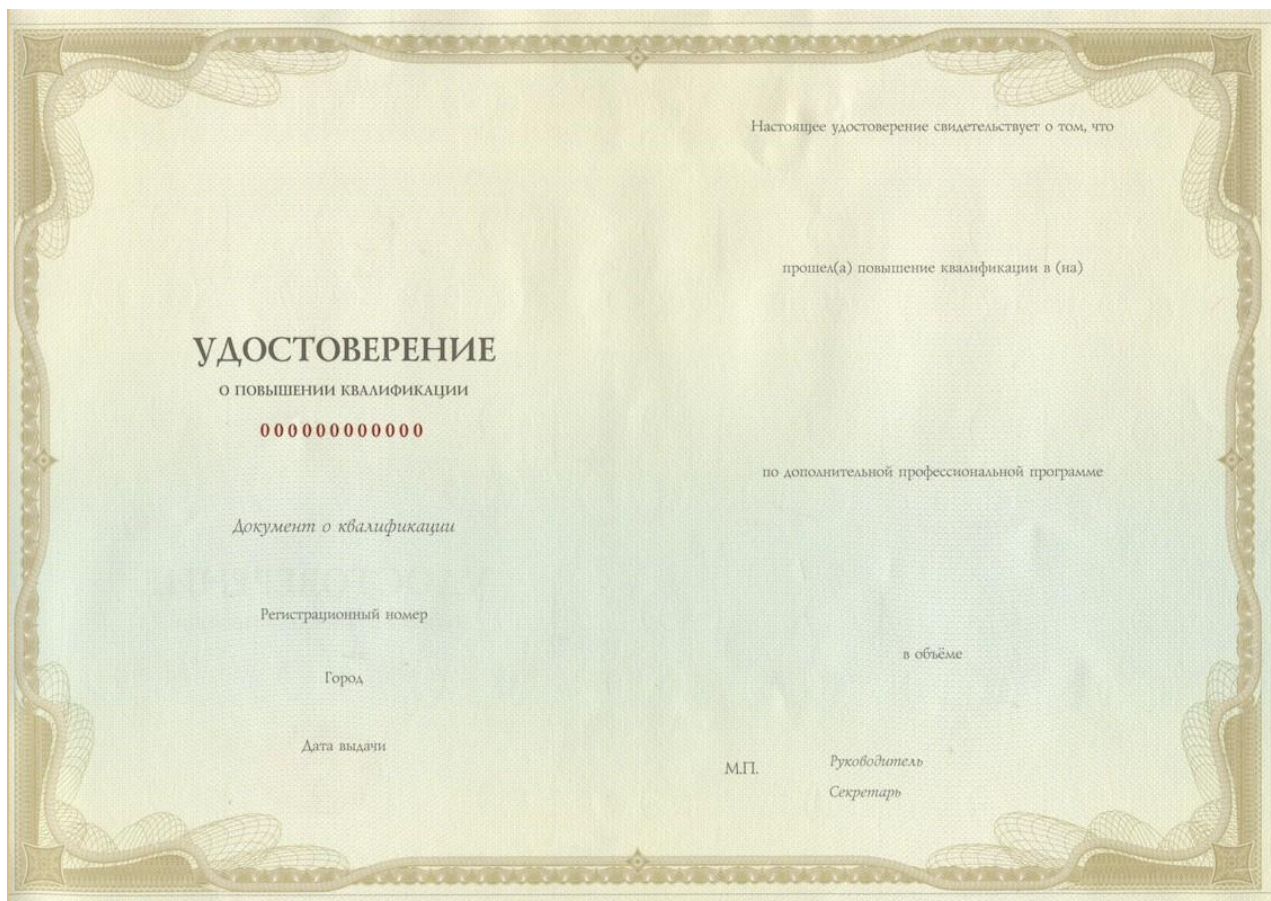 УДОСТОВЕРЕНИЕ
О ПОВЫШЕНИИ КВАЛИФИКАЦИИ
000000000000
Документ о квалификации
Регистрационный номер
Город
Дата выдачи
Настоящее удостоверение свидетельствует о том, что
прошел(а) повышение квалификации в (на)
по дополнительной профессиональной программе
в объёме
М.П.
Руководитель
Секретарь